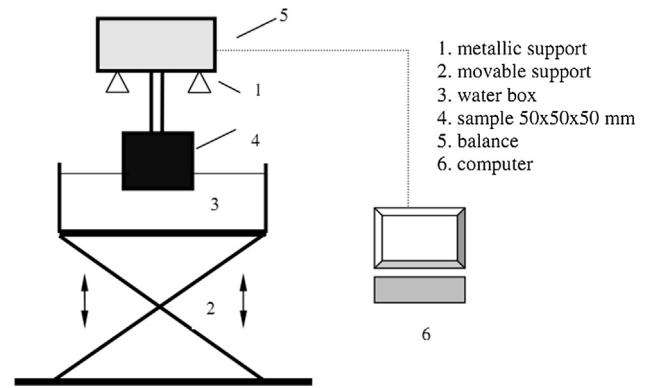 5
1
4
3
2
6
1. metallic support
2. movable support
3. water box
4. sample 50x50x50 mm
5. balance
6. computer